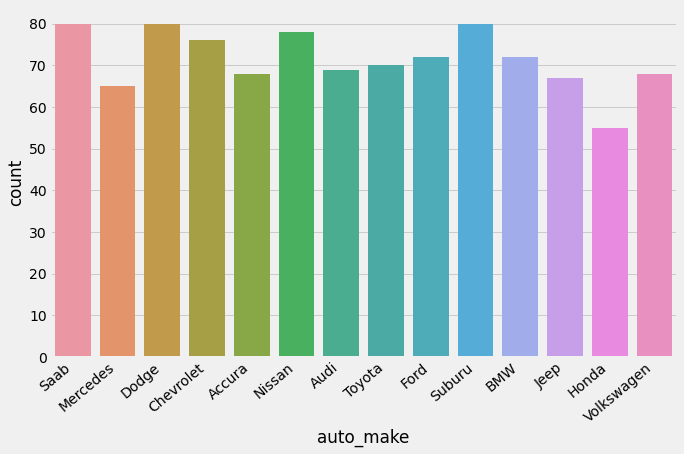 80
70
60
50
40
30
20
10
0
count
Saab
Mercedes
Dodge
Chevrolet
Accura
Nissan
Audi
Toyota
Ford
Suburu
BMW
Jeep
Honda
Volkswagen
auto_make